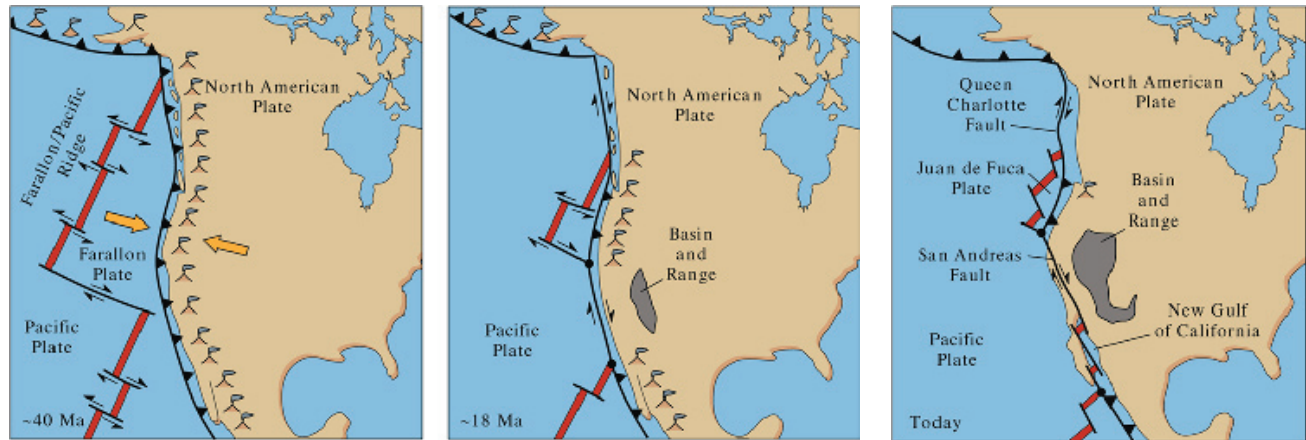 North American
Plate
Farallon/Pacific
Ridge
Farallon
Plate
Pacific
Plate
~40 Ma
North American
Plate
Basin
and
Range
Pacific
Plate
~18 Ma
Queen
Charlotte
Fault
North American
Plate
Juan de Fuca
Plate
Basin
and
Range
San Andreas
Fault
New Gulf
of California
Pacific
Plate
Today